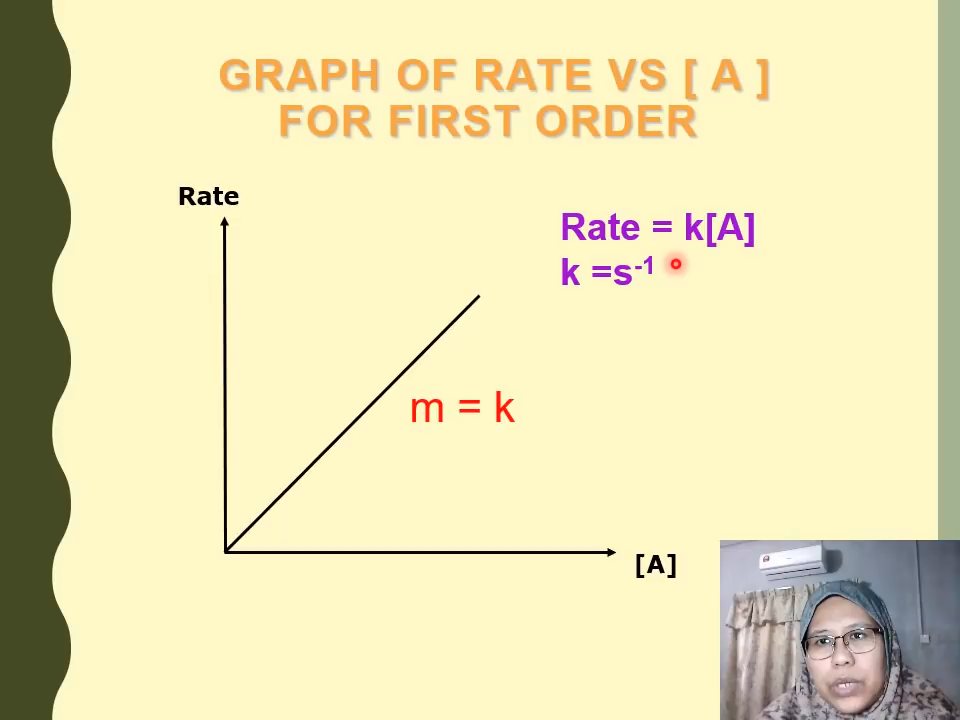 GRAPH OF RATE VS [ A ]
FOR FIRST ORDER
Rate
Rate = k[A]
k =s-1
m = k
[A]